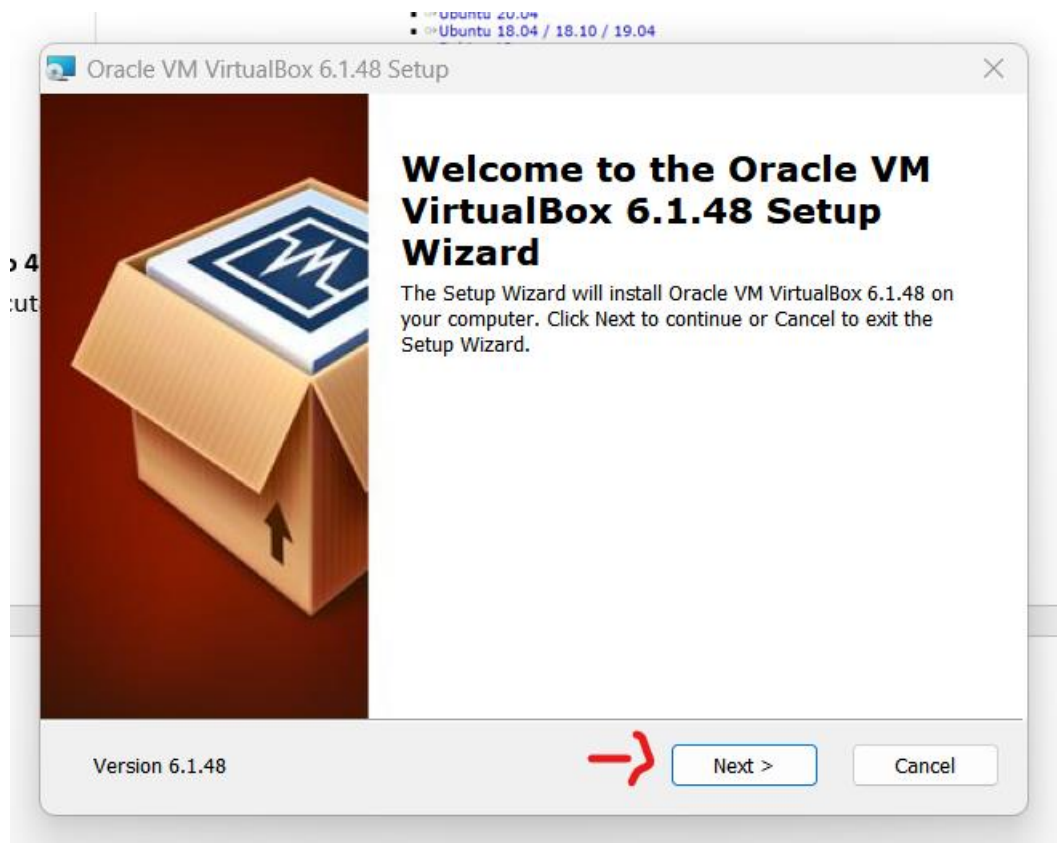 Ubuntu 20.04
Ubuntu 18.04 / 18.10 / 19.04
Oracle VM VirtualBox 6.1.48 Setup
Welcome to the Oracle VM
VirtualBox 6.1.48 Setup
Wizard
The Setup Wizard will install Oracle VM VirtualBox 6.1.48 on
your computer. Click Next to continue or Cancel to exit the
Setup Wizard.
4
cut
Version 6.1.48
Next >
Cancel